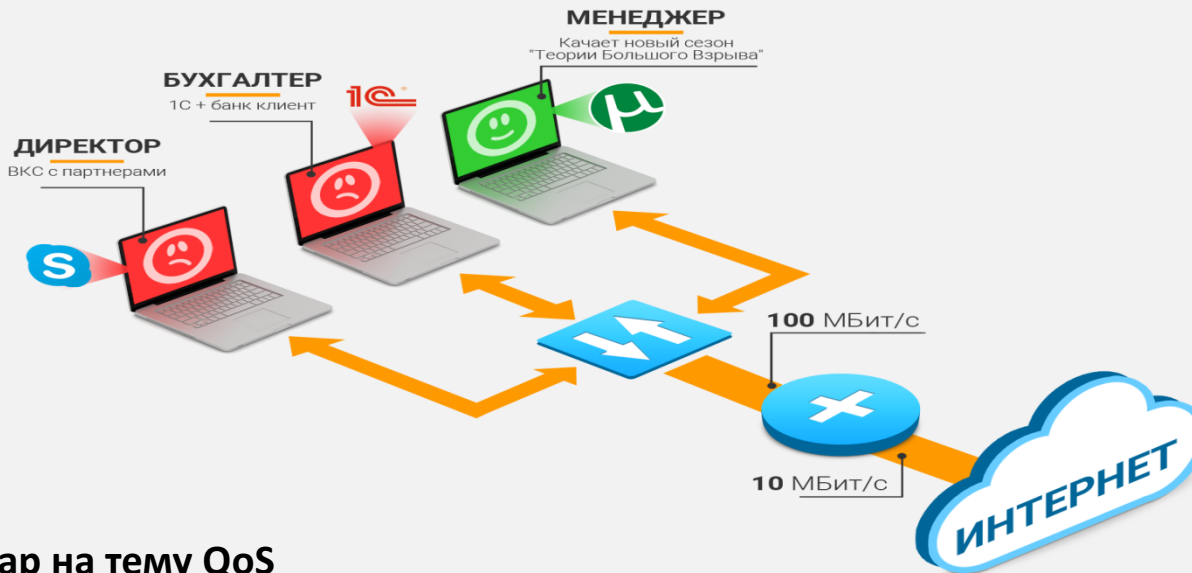 МЕНЕДЖЕР
Качает новый сезон
"Теории Большого Взрыва"
БУХГАЛТЕР
1С + банк клиент
1С
ДИРЕКТОР
ВКС с партнерами
S
µ
100 МБит/с
10 МБит/с
ИНТЕРНЕТ
на тему QoS